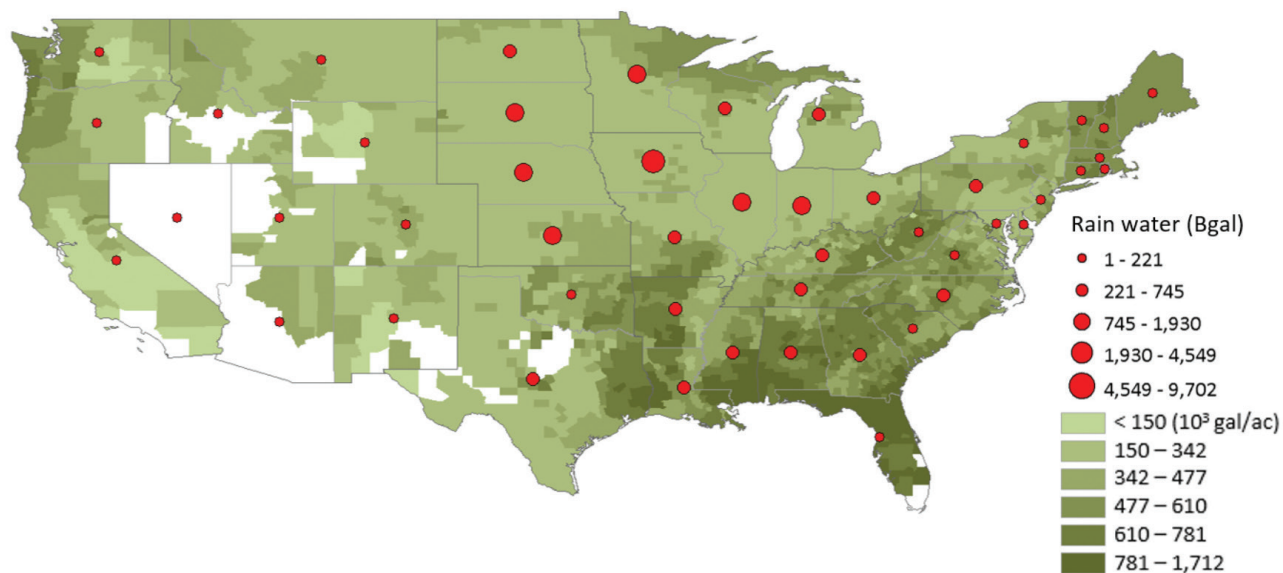 Rain water (Bgal)
1 - 221
221 - 745
745 - 1,930
1,930 - 4,549
4,549 - 9,702
< 150 (10³ gal/ac)
150 – 342
342 – 477
477 – 610
610 – 781
781 – 1,712